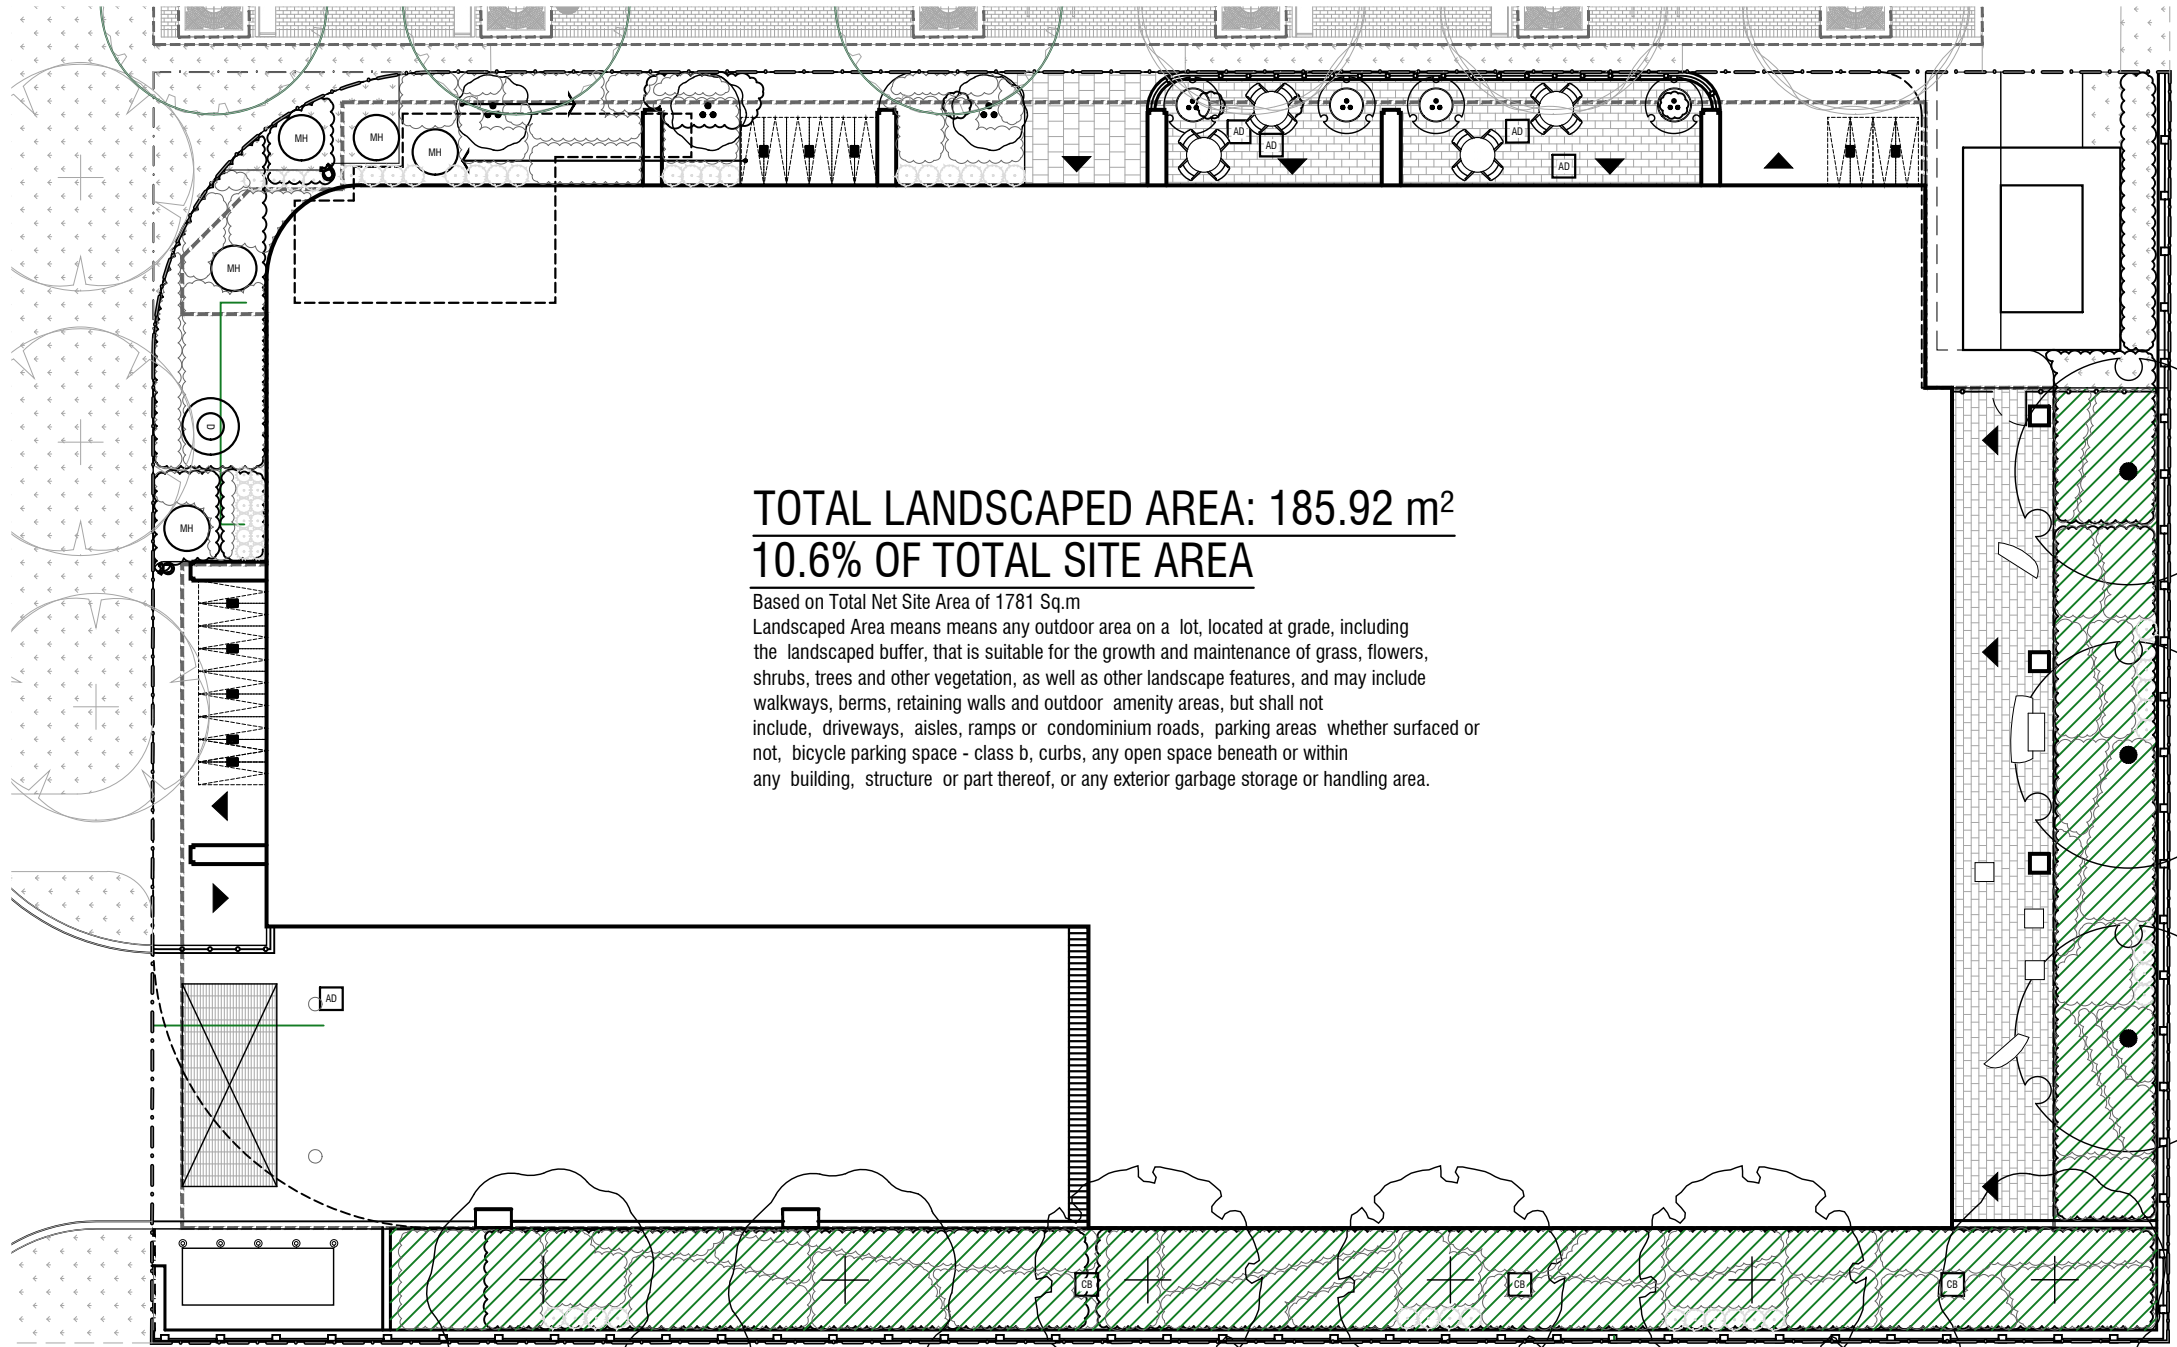 MH
MH
MH
AD
AD
AD
AD
MH
D
MH
TOTAL LANDSCAPED AREA: 185.92 m²
10.6% OF TOTAL SITE AREA
Based on Total Net Site Area of 1781 Sq.m
Landscaped Area means means any outdoor area on a lot, located at grade, including
the landscaped buffer, that is suitable for the growth and maintenance of grass, flowers,
shrubs, trees and other vegetation, as well as other landscape features, and may include
walkways, berms, retaining walls and outdoor amenity areas, but shall not
include, driveways, aisles, ramps or condominium roads, parking areas whether surfaced or
not, bicycle parking space - class b, curbs, any open space beneath or within
any building, structure or part thereof, or any exterior garbage storage or handling area.
AD
CB
CB
CB